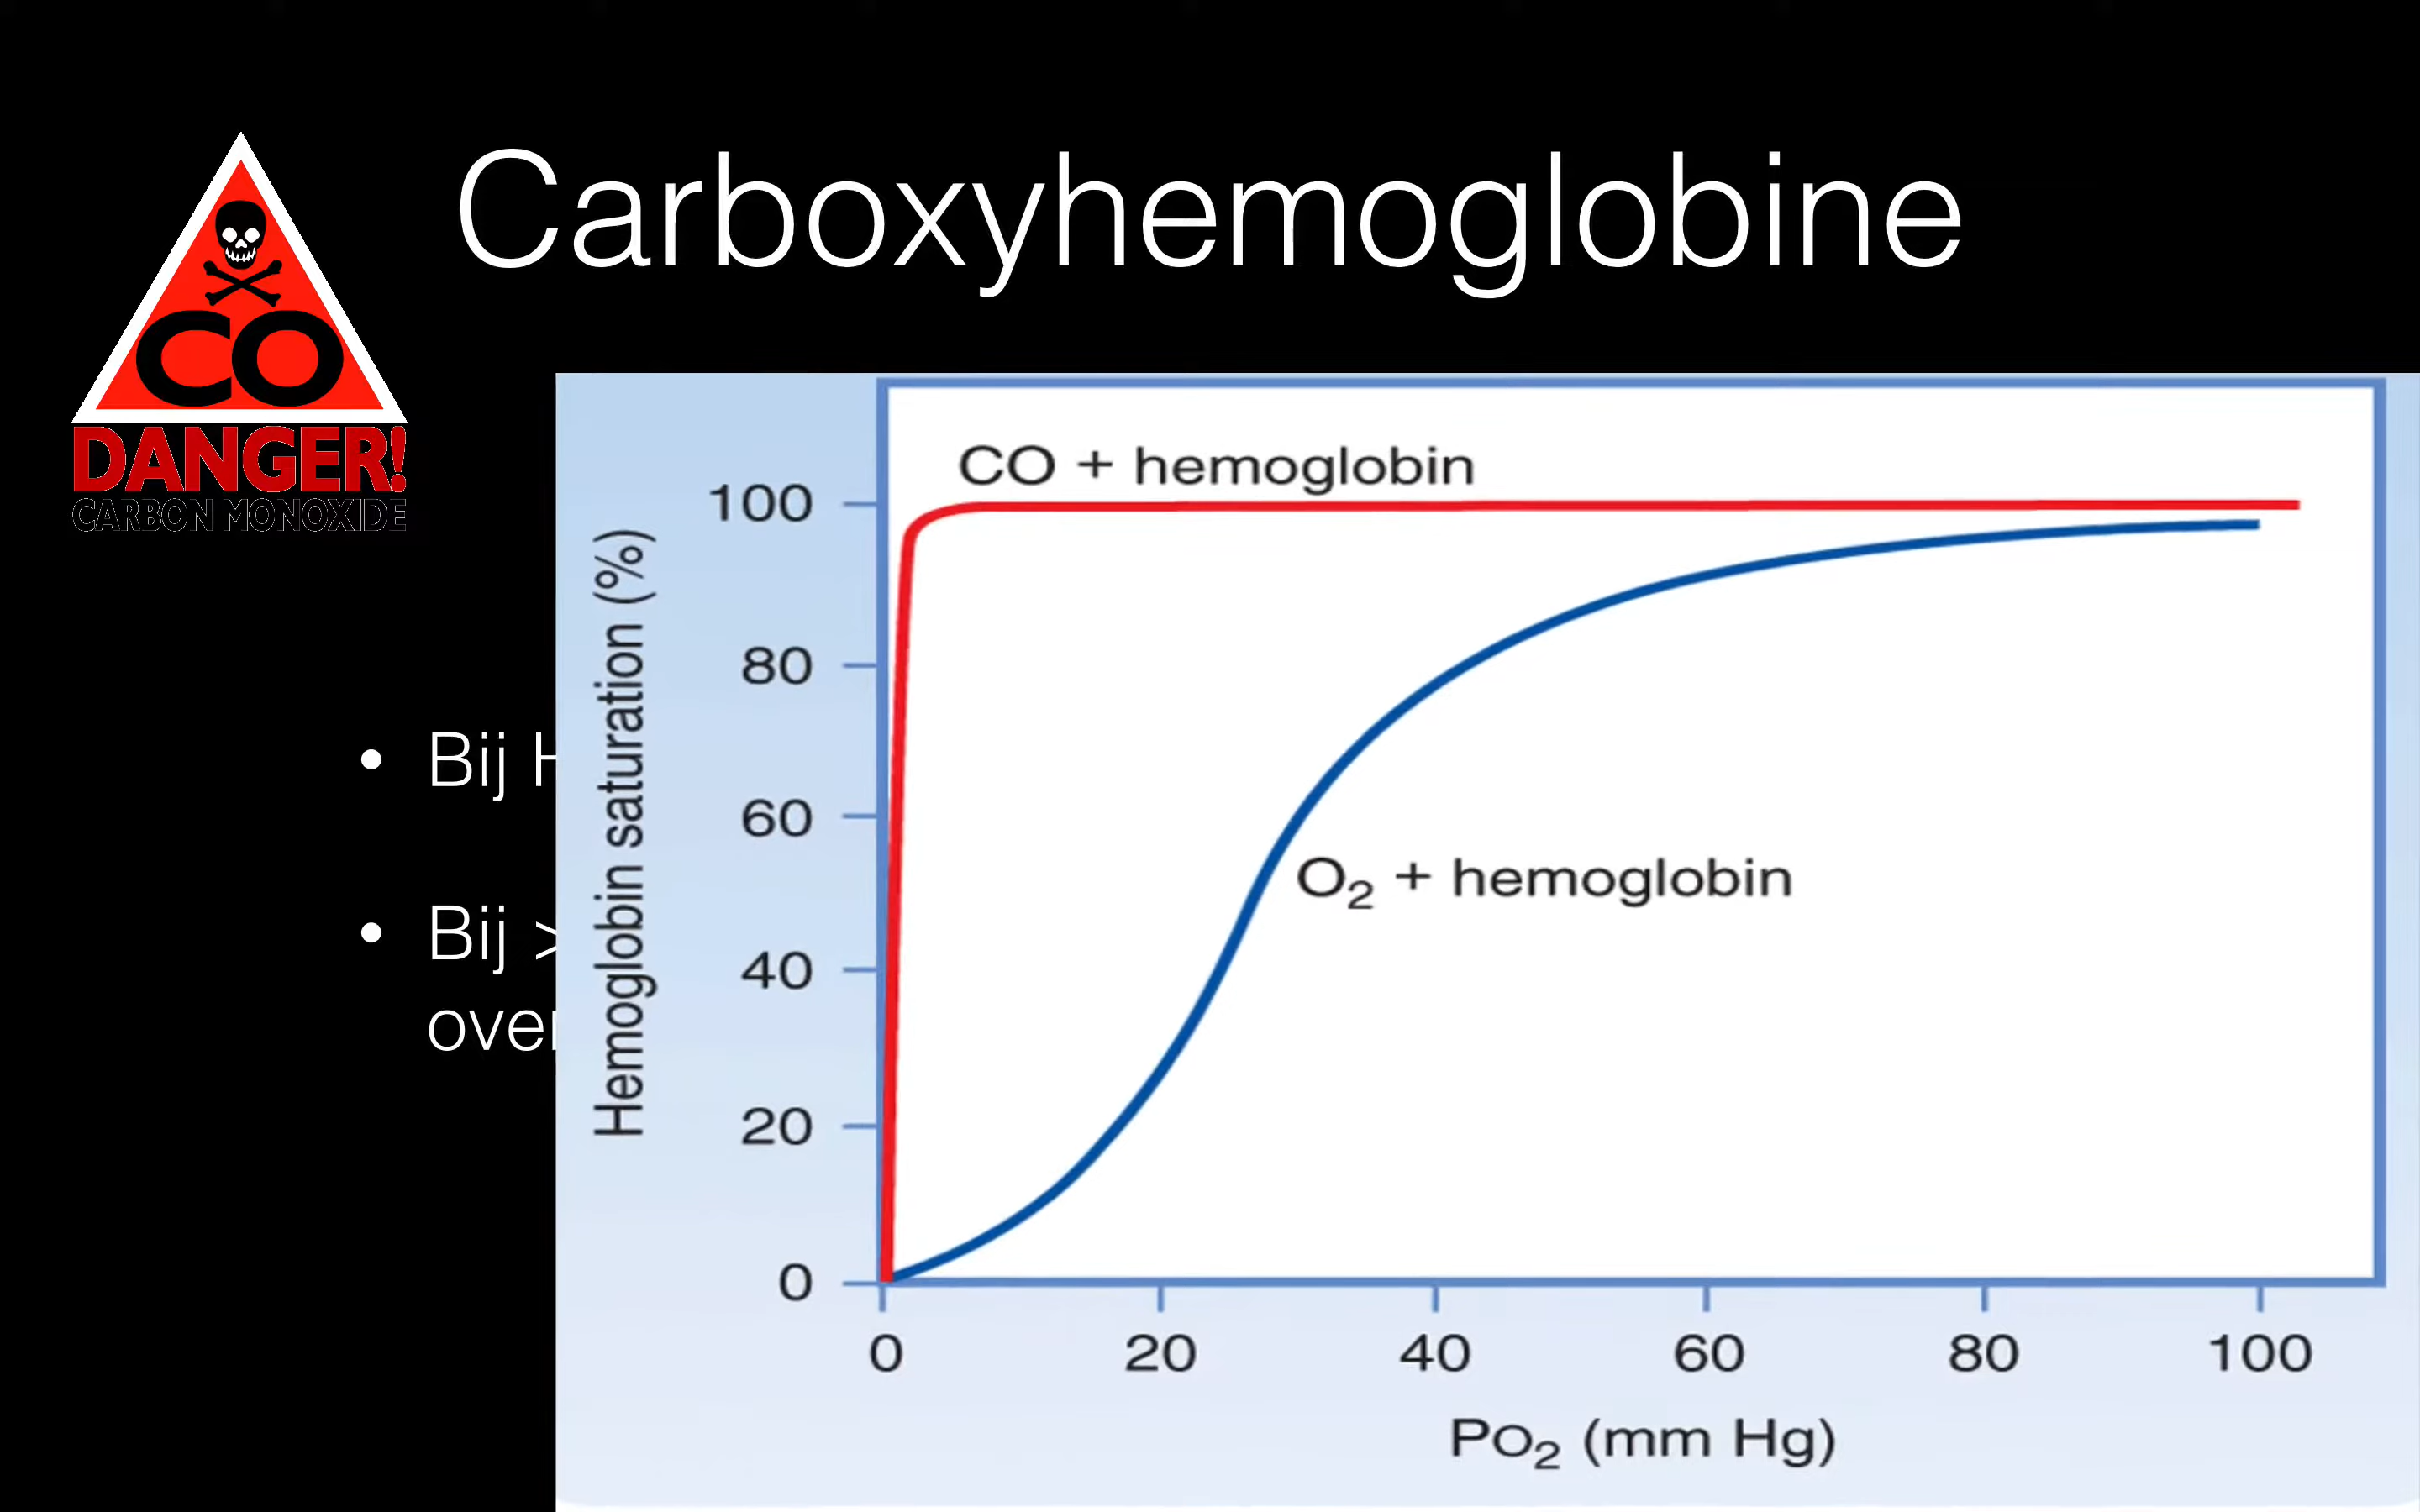 Carboxyhemoglobine
CO
DANGER!
CARBON MONOXIDE
• Bij
• Bij >
CO + hemoglobin
O₂ + hemoglobin
Hemoglobin saturation (%)
100
80
60
40
20
0
0 20 40 60 80 100
PO₂ (mm Hg)